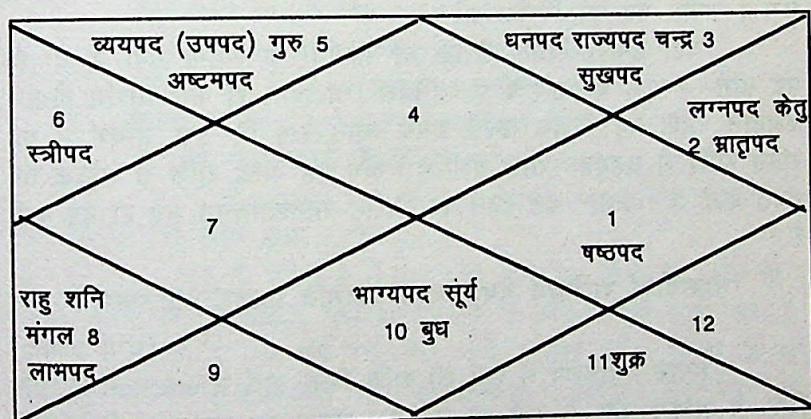 व्ययपद (उपपद) गुरु 5
अष्टमपद
धनपद राज्यपद चन्द्र 3
सुखपद
6
स्त्रीपद
4
लग्नपद केतु
2 भ्रातृपद
7
1
षष्ठपद
राहु शनि
मंगल 8
लाभपद
9
भाग्यपद सूंर्य
10 बुध
11शुक्र
12